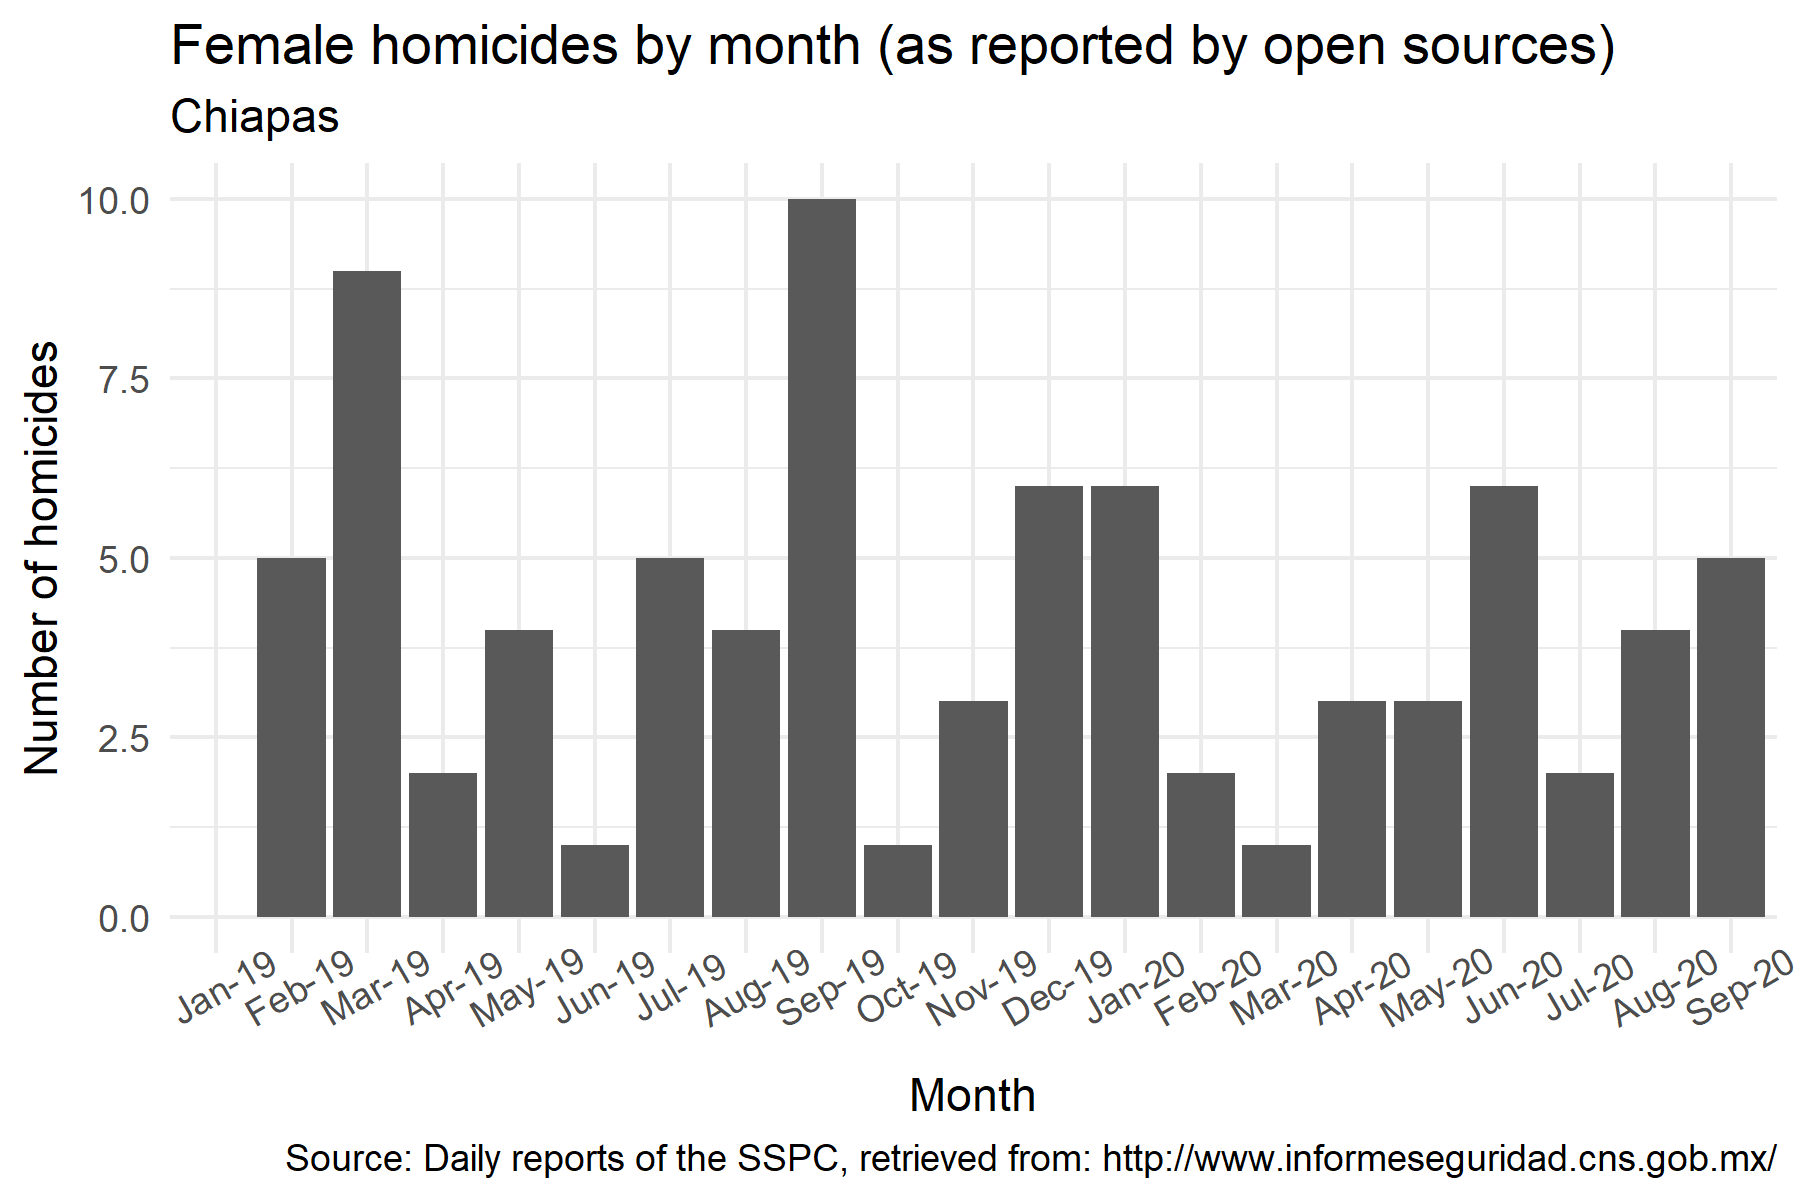 Female homicides by month (as reported by open sources)
Chiapas
Number of homicides
10.0
7.5
5.0
2.5
0.0
Jan-19
Feb-19
Mar-19
Apr-19
May-19
Jun-19
Jul-19
Aug-19
Sep-19
Oct-19
Nov-19
Dec-19
Jan-20
Feb-20
Mar-20
Apr-20
May-20
Jun-20
Jul-20
Aug-20
Sep-20
Month
Source: Daily reports of the SSPC, retrieved from: http://www.informeseguridad.cns.gob.mx/